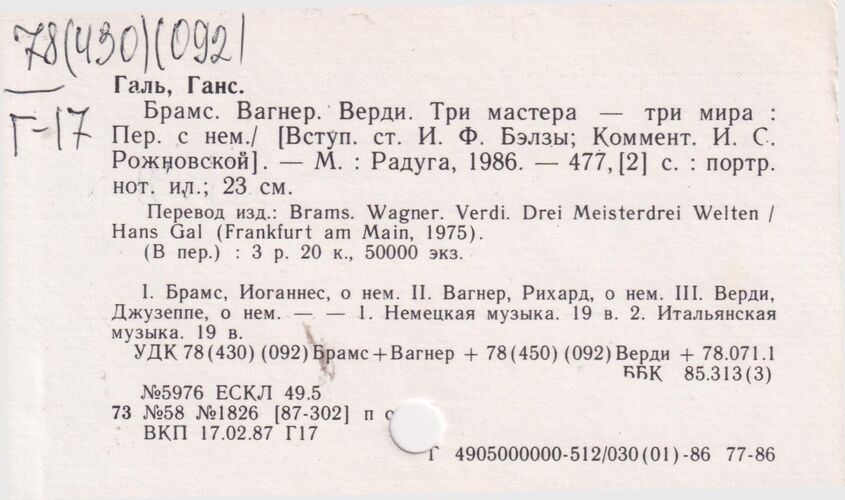 78(430)(092)
Г-17
Галь, Ганс.
Брамс. Вагнер. Верди. Три мастера — три мира :
Пер. с нем./ [Вступ. ст. И. Ф. Бэлзы; Коммент. И. С.
Рожновской]. — М. : Радуга, 1986. — 477, [2] с. : портр.
нот. ил.; 23 см.
Перевод изд.: Brams. Wagner. Verdi. Drei Meisterdrei Welten /
Hans Gal (Frankfurt am Main, 1975).
(В пер.) : 3 р. 20 к., 50000 экз.
I. Брамс, Иоганнес, о нем. II. Вагнер, Рихард, о нем. III. Верди,
Джузеппе, о нем. — — 1. Немецкая музыка. 19 в. 2. Итальянская
музыка. 19 в.
УДК 78(430) (092) Брамс+Вагнер + 78(450) (092) Верди + 78.071.1
ББК 85.313(3)
№5976 ЕСКЛ 49.5
73 №58 №1826 [87-302] п о
ВКП 17.02.87 Г17
Г 4905000000-512/030(01)-86 77-86